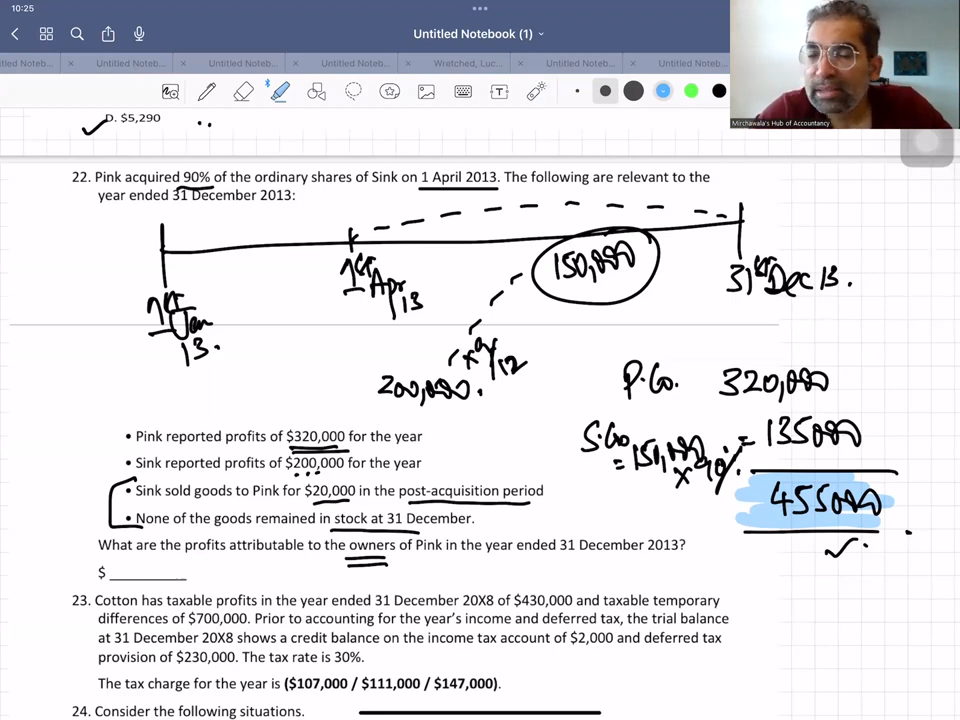 10:25
Untitled Notebook (1)
Untitled Noteb...
Untitled Noteb...
Untitled Noteb...
Untitled Noteb...
Wretched, Luc...
Untitled Noteb...
Untitled Noteb...
Mirchawala's Hub of Accountancy
D. $5,290
22. Pink acquired 90% of the ordinary shares of Sink on 1 April 2013. The following are relevant to the
year ended 31 December 2013:
1st Jan 13.
1st Apr 13
150,000
31st Dec 13.
x 9/12
200,000.
P.Co. 320,000
S.Co = 150,000 x 90% = 135000
455000
• Pink reported profits of $320,000 for the year
• Sink reported profits of $200,000 for the year
• Sink sold goods to Pink for $20,000 in the post-acquisition period
• None of the goods remained in stock at 31 December.
What are the profits attributable to the owners of Pink in the year ended 31 December 2013?
$ __________
23. Cotton has taxable profits in the year ended 31 December 20X8 of $430,000 and taxable temporary
differences of $700,000. Prior to accounting for the year's income and deferred tax, the trial balance
at 31 December 20X8 shows a credit balance on the income tax account of $2,000 and deferred tax
provision of $230,000. The tax rate is 30%.
The tax charge for the year is ($107,000 / $111,000 / $147,000).
24. Consider the following situations.